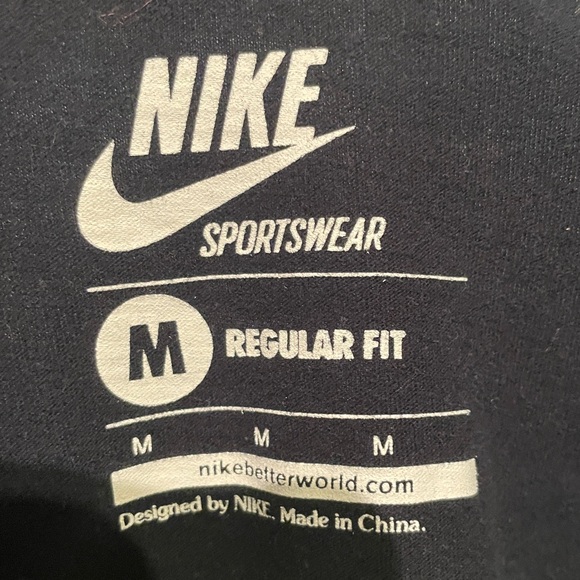 NIKE
SPORTSWEAR
M REGULAR FIT
M M M
nikebetterworld.com
Designed by NIKE. Made in China.